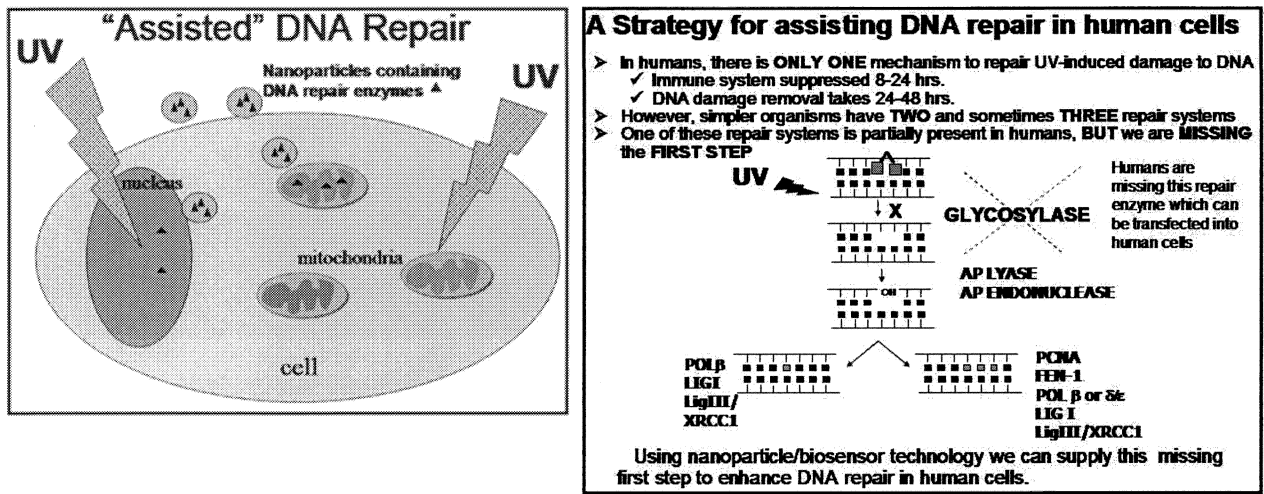 “Assisted” DNA Repair
UV
UV
Nanoparticles containing
DNA repair enzymes ▲
nucleus
mitochondria
cell
A Strategy for assisting DNA repair in human cells
➢ In humans, there is ONLY ONE mechanism to repair UV-induced damage to DNA
✓ Immune system suppressed 8-24 hrs.
✓ DNA damage removal takes 24-48 hrs.
➢ However, simpler organisms have TWO and sometimes THREE repair systems
➢ One of these repair systems is partially present in humans, BUT we are MISSING
the FIRST STEP
UV
X
GLYCOSYLASE
Humans are
missing this repair
enzyme which can
be transfected into
human cells
AP LYASE
AP ENDONUCLEASE
OH
POLβ
LIGI
LigIII/
XRCC1
PCNA
FEN-1
POL β or δ/ε
LIG I
LigIII/XRCC1
Using nanoparticle/biosensor technology we can supply this missing
first step to enhance DNA repair in human cells.